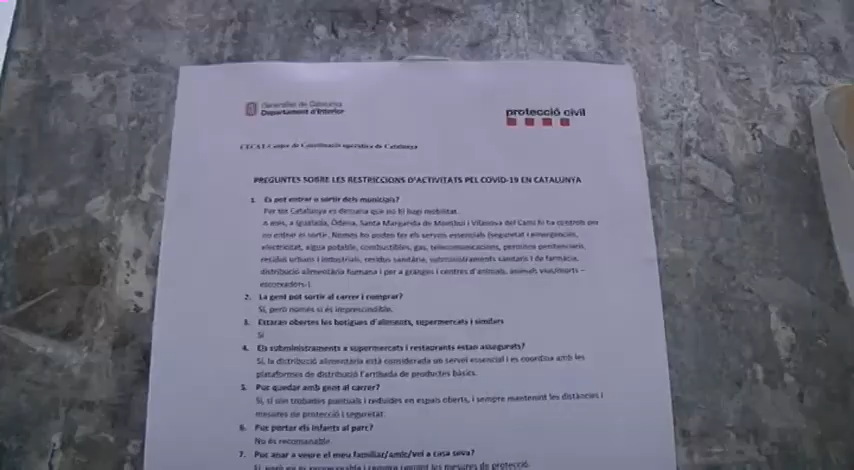 Generalitat de Catalunya
Departament d'Interior
protecció civil
CECAT Centre de Coordinació operativa de Catalunya
PREGUNTES SOBRE LES RESTRICCIONS D'ACTIVITATS PEL COVID-19 EN CATALUNYA
1. Es pot entrar o sortir dels municipis?
Per tot Catalunya es demana que no hi hagi mobilitat.
A més, a Igualada, Òdena, Santa Margarida de Montbui i Vilanova del Camí hi ha controls per
no entrar ni sortir. Només ho poden fer els serveis essencials (seguretat i emergències,
electricitat, aigua potable, combustibles, gas, telecomunicacions, permisos penitenciaris,
residus urbans i industrials, residus sanitaris, subministraments sanitaris i de farmàcia,
distribució alimentària humana i per a granges i centres d'animals, animals vius/morts –
escorxadors-)
2. La gent pot sortir al carrer i comprar?
Sí, però només si és imprescindible.
3. Estaran obertes les botigues d'aliments, supermercats i similars
Sí
4. Els subministraments a supermercats i restaurants estan assegurats?
Sí, la distribució alimentària està considerada un servei essencial i es coordina amb les
plataformes de distribució l'arribada de productes bàsics.
5. Puc quedar amb gent al carrer?
Sí, si són trobades puntuals i reduïdes en espais oberts, i sempre mantenint les distàncies i
mesures de protecció i seguretat.
6. Puc portar els infants al parc?
No és recomanable.
7. Puc anar a veure el meu familiar/amic/veí a casa seva?
mesures de protecció